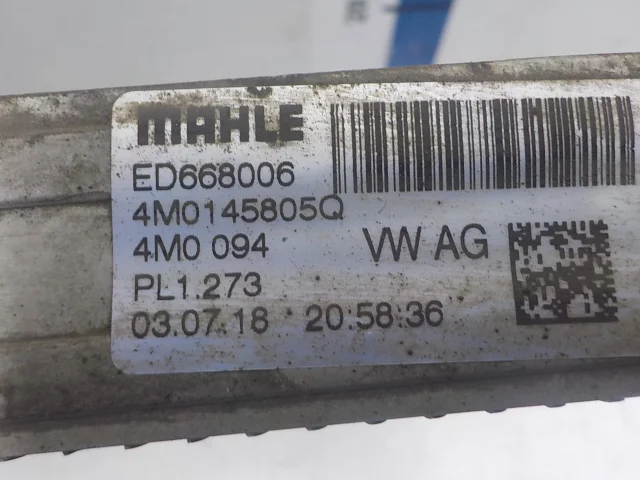 MAHLE
ED668006
4M0145805Q
4M0 094 VW AG
PL1.273
03.07.18 20:58:36